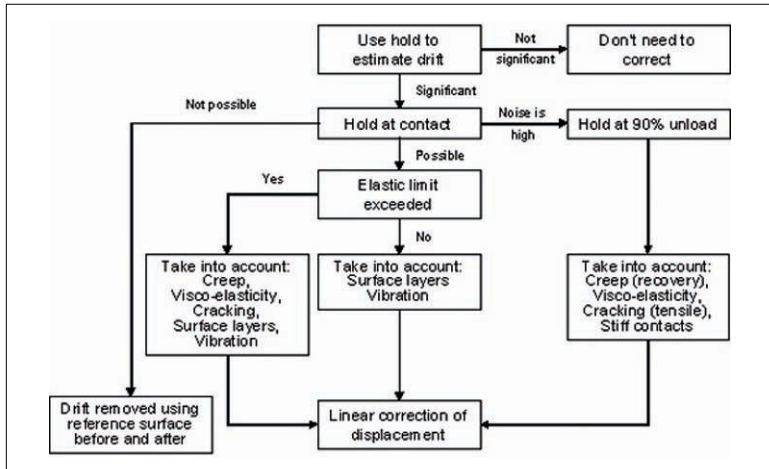 Use hold to
estimate drift
Not
significant
Don't need to
correct
Significant
Not possible
Hold at contact
Noise is
high
Hold at 90% unload
Possible
Yes
Elastic limit
exceeded
No
Take into account:
Creep,
Visco-elasticity,
Cracking,
Surface layers,
Vibration
Take into account:
Surface layers
Vibration
Take into account:
Creep (recovery),
Visco-elasticity,
Cracking (tensile),
Stiff contacts
Drift removed using
reference surface
before and after
Linear correction of
displacement